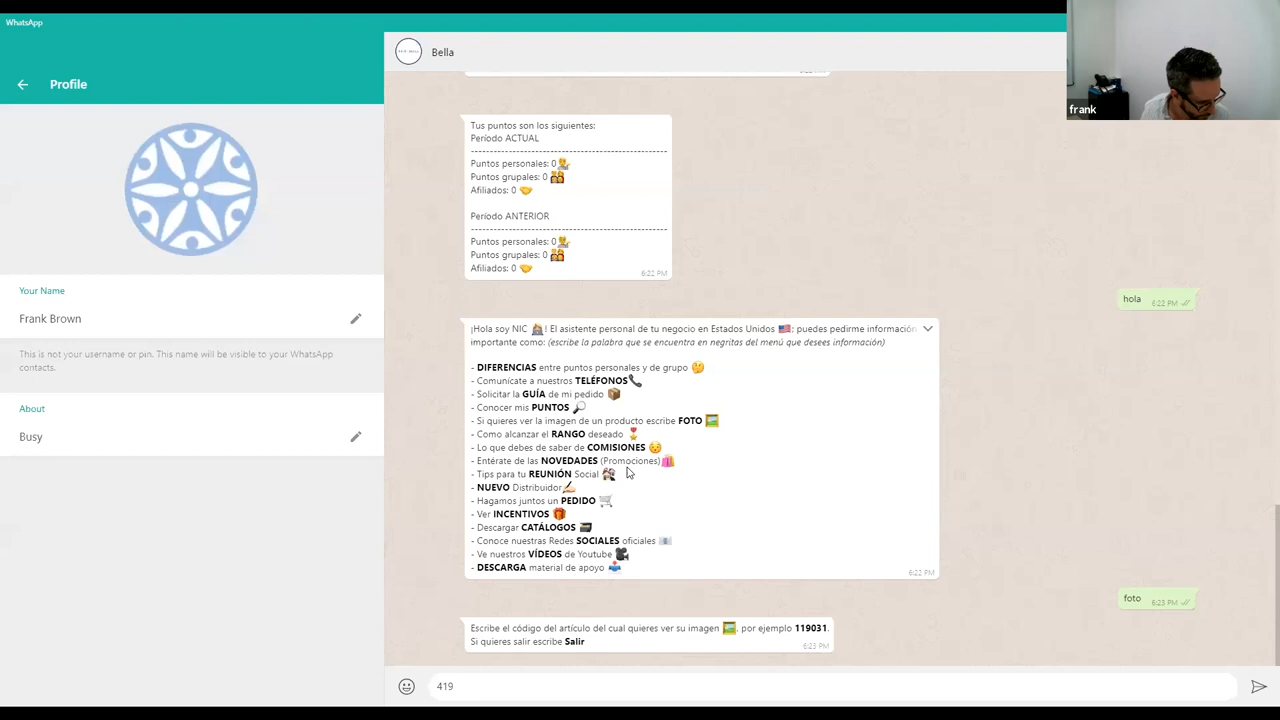 WhatsApp
Profile
Bella
frank
6:22 PM
Tus puntos son los siguientes:
Período ACTUAL
--------------------------------------------------
Puntos personales: 0🏋️
Puntos grupales: 0 👯
Afiliados: 0 🤝
Período ANTERIOR
--------------------------------------------------
Puntos personales: 0
Puntos grupales: 0
Afiliados: 0 🤝
6:22 PM
Your Name
Frank Brown
This is not your username or pin. This name will be visible to your WhatsApp
contacts.
About
Busy
hola 6:22 PM
¡Hola soy NIC ! El asistente personal de tu negocio en Estados Unidos 🇺🇸; puedes pedirme información
importante como: (escribe la palabra que se encuentra en negritas del menú que desees información)
- DIFERENCIAS entre puntos personales y de grupo 🤔
- Comunícate a nuestros TELÉFONOS📞
- Solicitar la GUÍA de mi pedido 📦
- Conocer mis PUNTOS 🔎
- Si quieres ver la imagen de un producto escribe FOTO 🖼️
- Como alcanzar el RANGO deseado 🎖️
- Lo que debes de saber de COMISIONES 😌
- Entérate de las NOVEDADES (Promociones)🛍️
- Tips para tu REUNIÓN Social
- NUEVO Distribuidor✍🏻
- Hagamos juntos un PEDIDO 🛒
- Ver INCENTIVOS 🎁
- Descargar CATÁLOGOS
- Conoce nuestras Redes SOCIALES oficiales 📧
- Ve nuestros VÍDEOS de Youtube 🎥
- DESCARGA material de apoyo 📥
6:22 PM
foto 6:23 PM
Escribe el código del artículo del cual quieres ver su imagen 🖼️, por ejemplo 119031.
Si quieres salir escribe Salir
6:23 PM
419